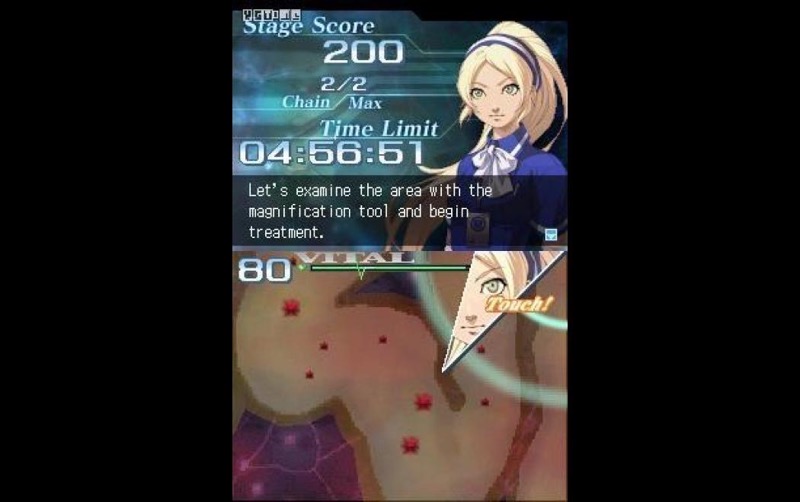 Stage Score
200
2/2
Chain Max
Time Limit
04:56:51
Let's examine the area with the
magnification tool and begin
treatment.
80 VITAL
Touch!